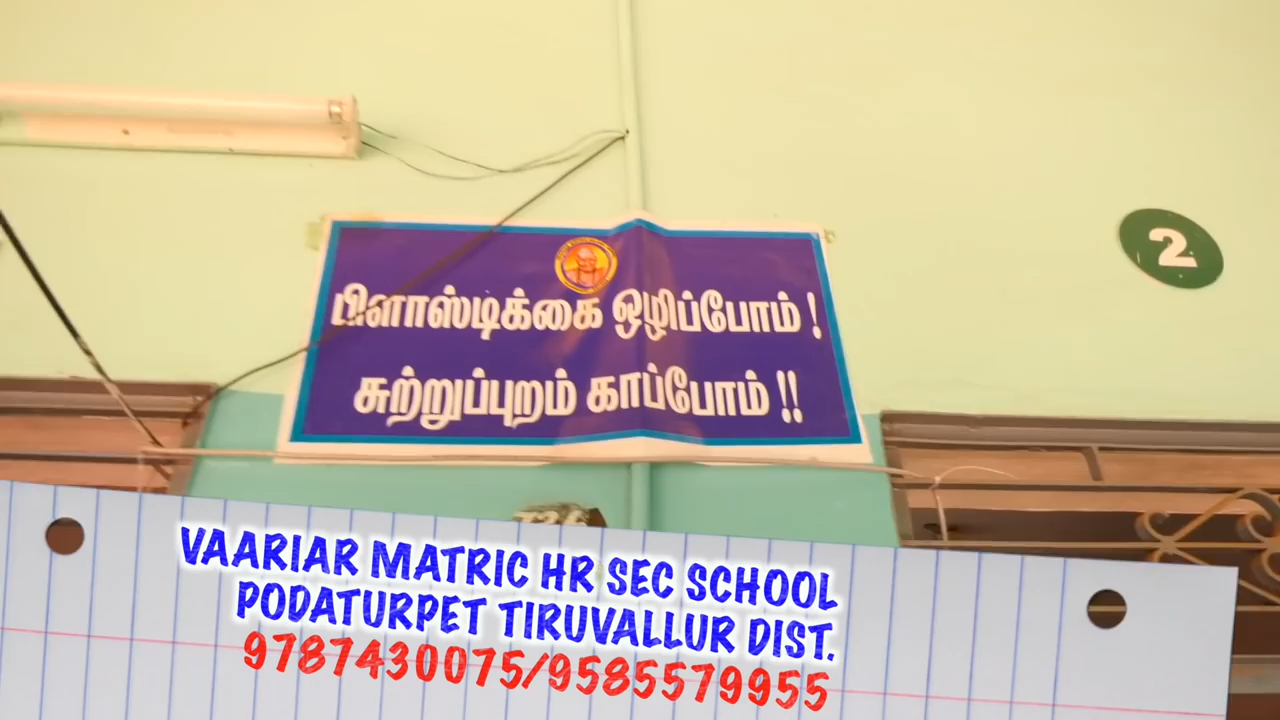 பிளாஸ்டிக்கை ஒழிப்போம் !
சுற்றுப்புறம் காப்போம் !!
2
VAARIAR MATRIC HR SEC SCHOOL
PODATURPET TIRUVALLUR DIST.
9787430075/9585579955